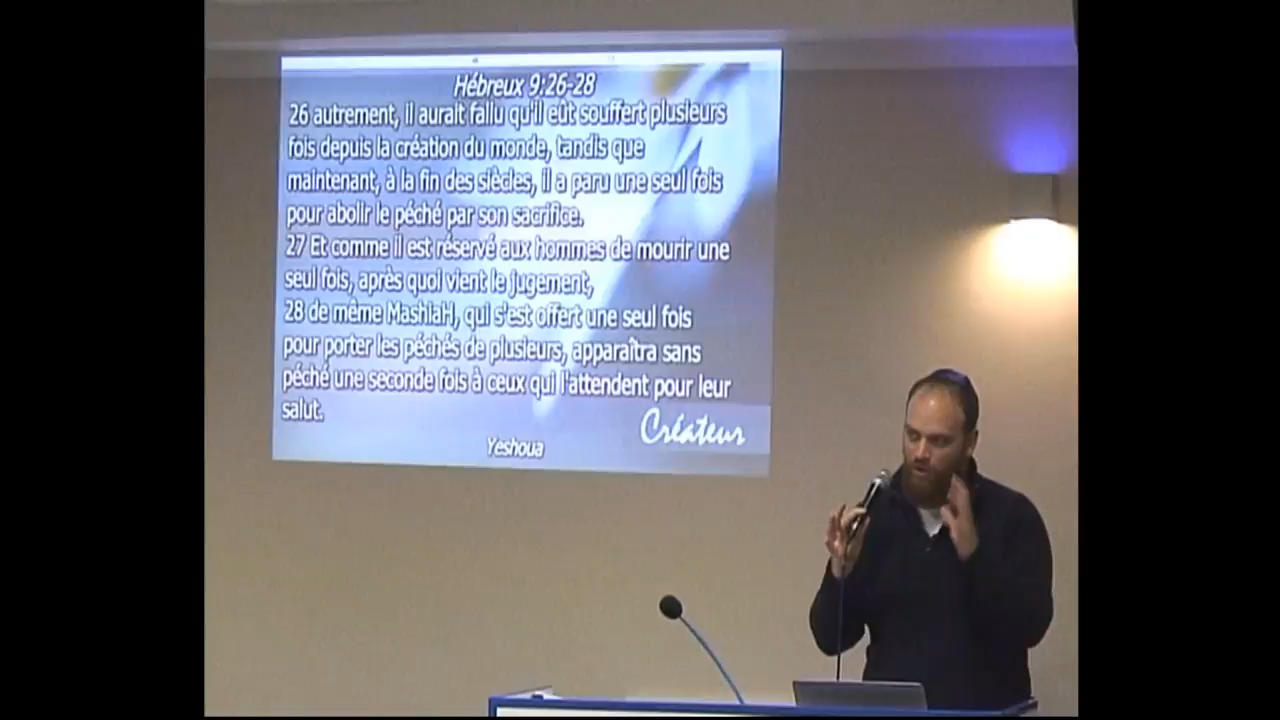 Hébreux 9:26-28
26 autrement, il aurait fallu qu'il eût souffert plusieurs
fois depuis la création du monde, tandis que
maintenant, à la fin des siècles, il a paru une seul fois
pour abolir le péché par son sacrifice.
27 Et comme il est réservé aux hommes de mourir une
seul fois, après quoi vient le jugement,
28 de même MashiaH, qui s'est offert une seul fois
pour porter les péchés de plusieurs, apparaîtra sans
péché une seconde fois à ceux qui l'attendent pour leur
salut.
Créateur
Yeshoua